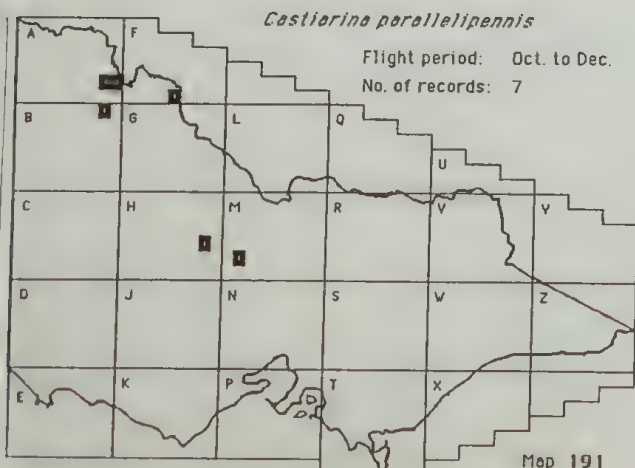 Castiarina parallelipennis
Flight period: Oct. to Dec.
No. of records: 7
A
F
B
G
L
Q
U
C
H
M
R
V
Y
D
J
N
S
W
Z
E
K
P
T
X
Map 191